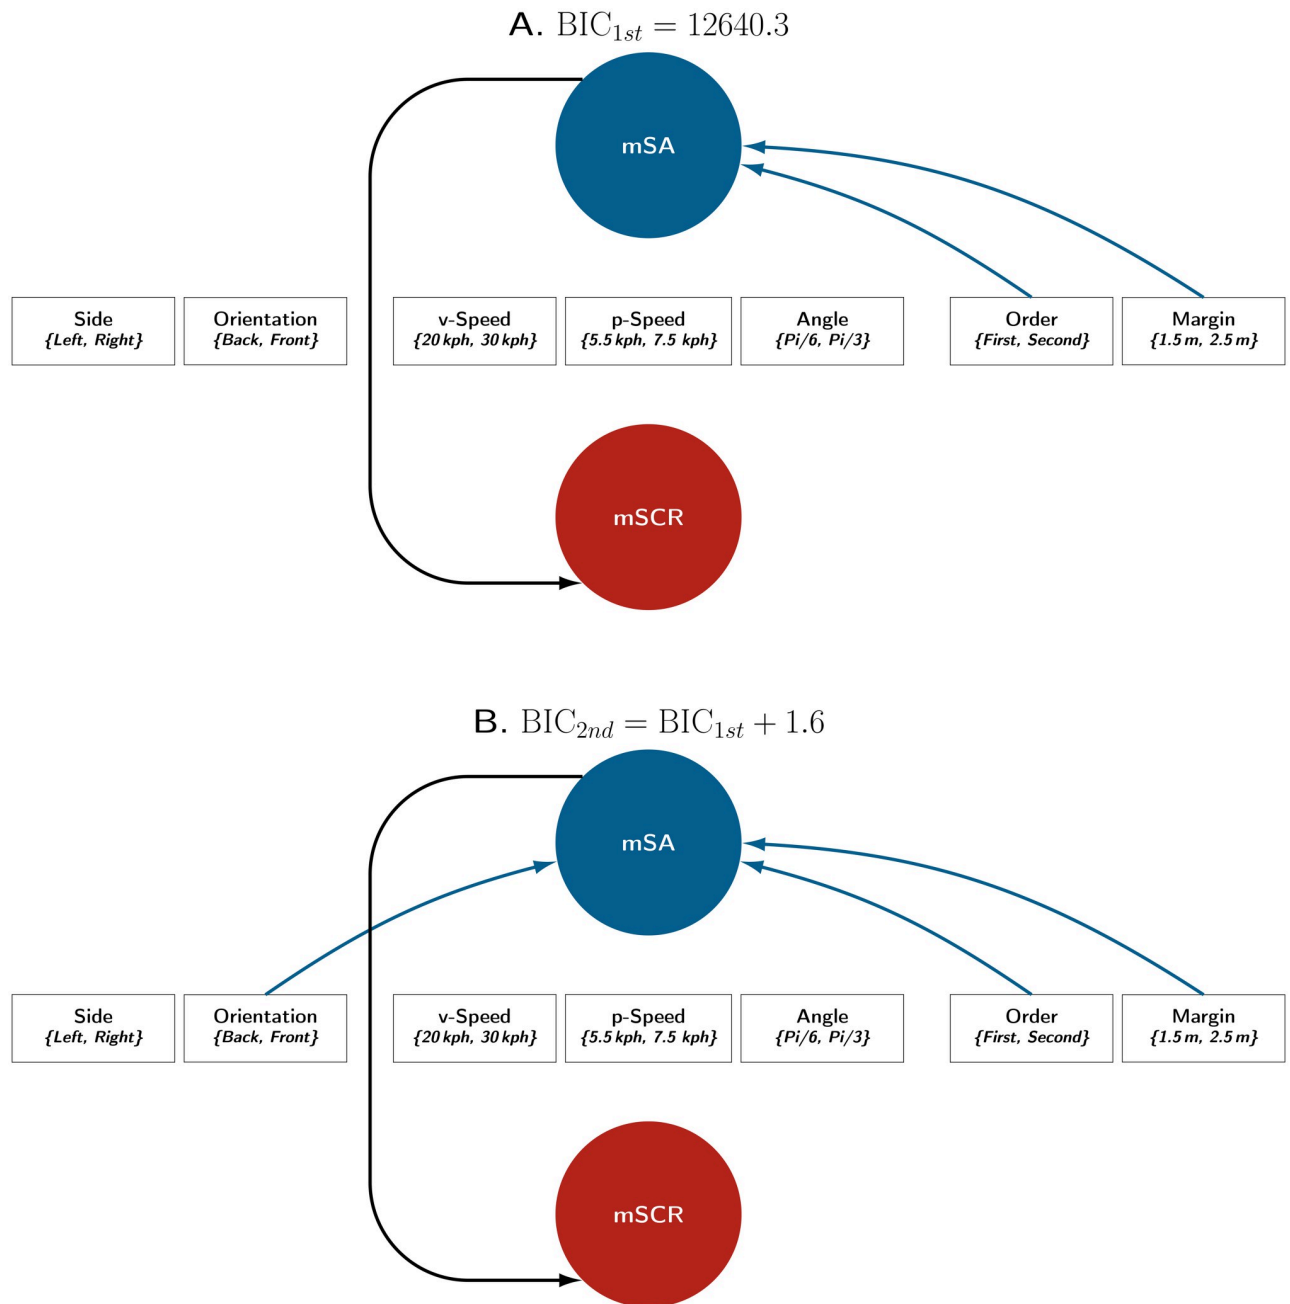 A. BIC1st = 12640.3
mSA
Side
{Left, Right}
Orientation
{Back, Front}
v-Speed
{20 kph, 30 kph}
p-Speed
{5.5 kph, 7.5 kph}
Angle
{Pi/6, Pi/3}
Order
{First, Second}
Margin
{1.5 m, 2.5 m}
mSCR
B. BIC2nd = BIC1st + 1.6
mSA
Side
{Left, Right}
Orientation
{Back, Front}
v-Speed
{20 kph, 30 kph}
p-Speed
{5.5 kph, 7.5 kph}
Angle
{Pi/6, Pi/3}
Order
{First, Second}
Margin
{1.5 m, 2.5 m}
mSCR